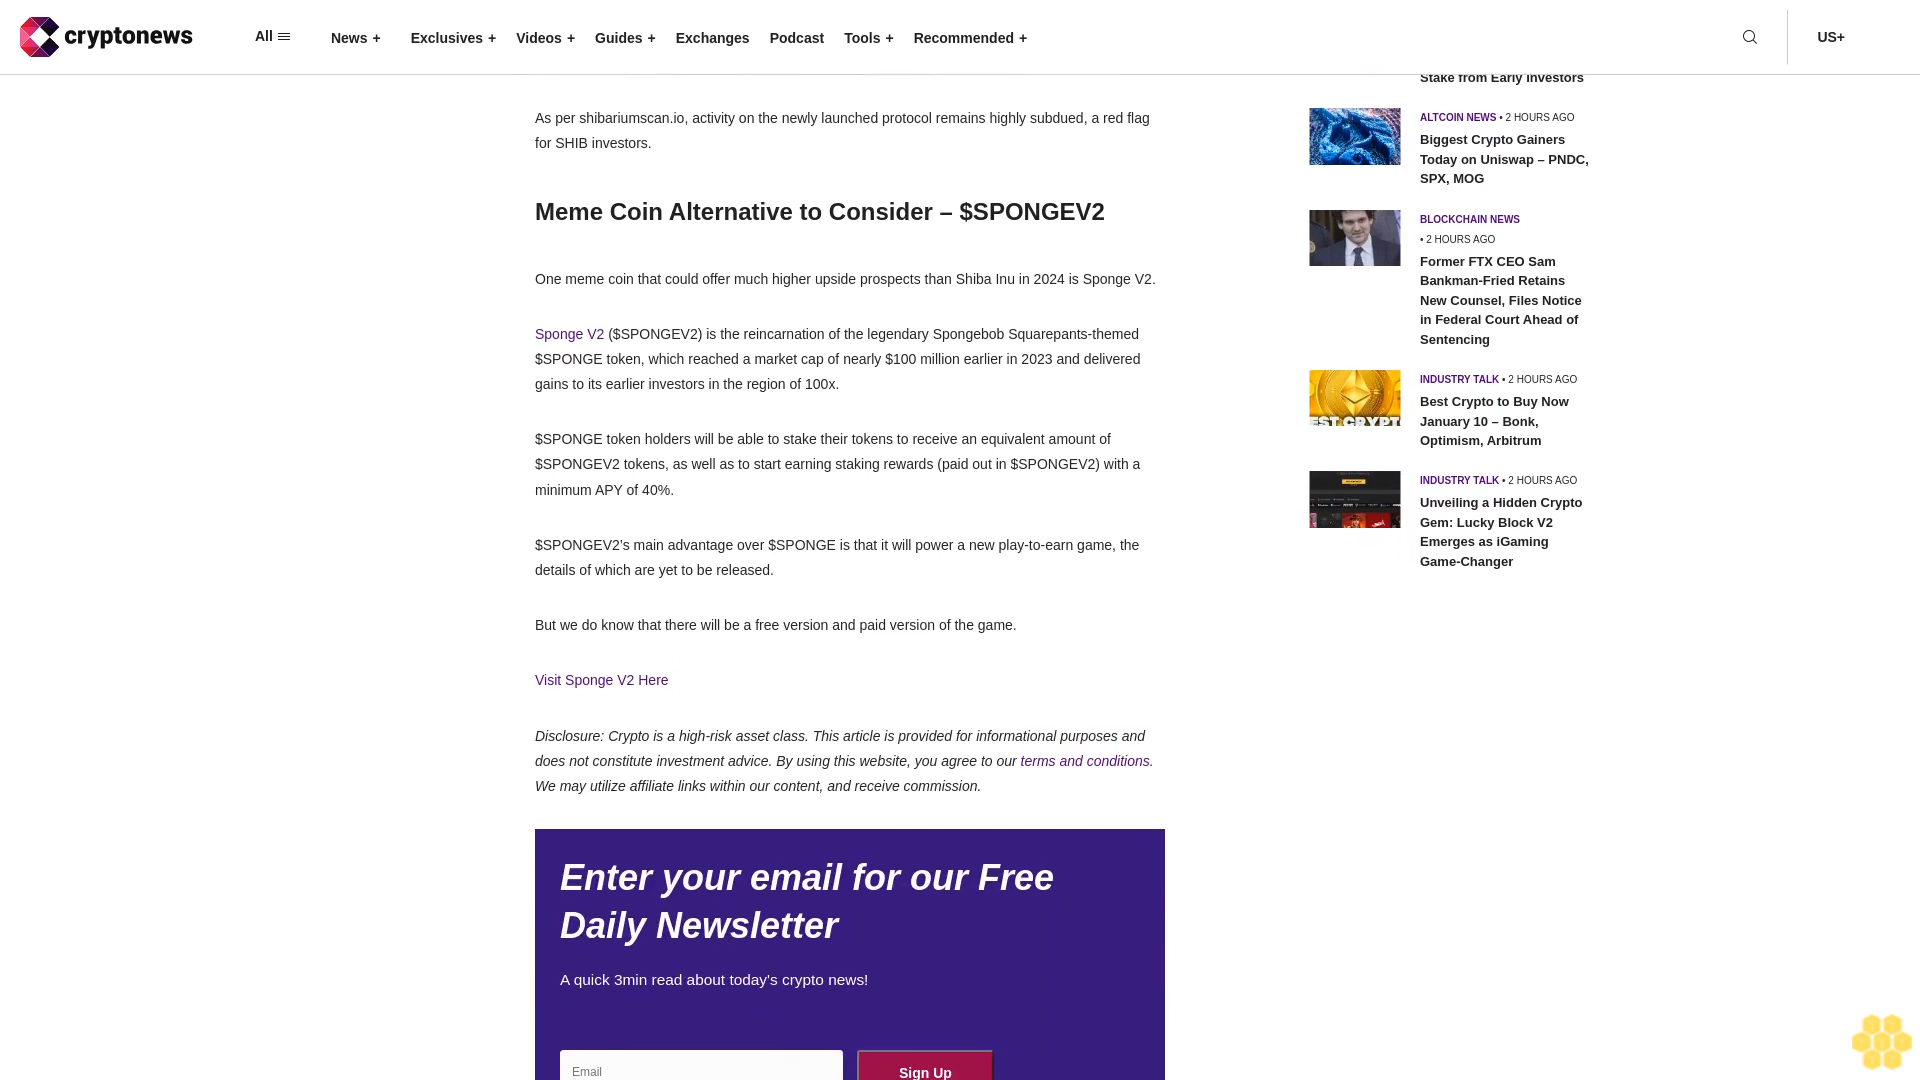 cryptonews
All
News +
Exclusives +
Videos +
Guides +
Exchanges
Podcast
Tools +
Recommended +
US+
As per shibariumscan.io, activity on the newly launched protocol remains highly subdued, a red flag
for SHIB investors.
Meme Coin Alternative to Consider – $SPONGEV2
One meme coin that could offer much higher upside prospects than Shiba Inu in 2024 is Sponge V2.
Sponge V2 ($SPONGEV2) is the reincarnation of the legendary Spongebob Squarepants-themed
$SPONGE token, which reached a market cap of nearly $100 million earlier in 2023 and delivered
gains to its earlier investors in the region of 100x.
$SPONGE token holders will be able to stake their tokens to receive an equivalent amount of
$SPONGEV2 tokens, as well as to start earning staking rewards (paid out in $SPONGEV2) with a
minimum APY of 40%.
$SPONGEV2’s main advantage over $SPONGE is that it will power a new play-to-earn game, the
details of which are yet to be released.
But we do know that there will be a free version and paid version of the game.
Visit Sponge V2 Here
Disclosure: Crypto is a high-risk asset class. This article is provided for informational purposes and
does not constitute investment advice. By using this website, you agree to our terms and conditions.
We may utilize affiliate links within our content, and receive commission.
Enter your email for our Free
Daily Newsletter
A quick 3min read about today's crypto news!
Email
Sign Up
Stake from Early Investors
ALTCOIN NEWS • 2 HOURS AGO
Biggest Crypto Gainers
Today on Uniswap – PNDC,
SPX, MOG
BLOCKCHAIN NEWS
• 2 HOURS AGO
Former FTX CEO Sam
Bankman-Fried Retains
New Counsel, Files Notice
in Federal Court Ahead of
Sentencing
EST CRYPT
INDUSTRY TALK • 2 HOURS AGO
Best Crypto to Buy Now
January 10 – Bonk,
Optimism, Arbitrum
INDUSTRY TALK • 2 HOURS AGO
Unveiling a Hidden Crypto
Gem: Lucky Block V2
Emerges as iGaming
Game-Changer